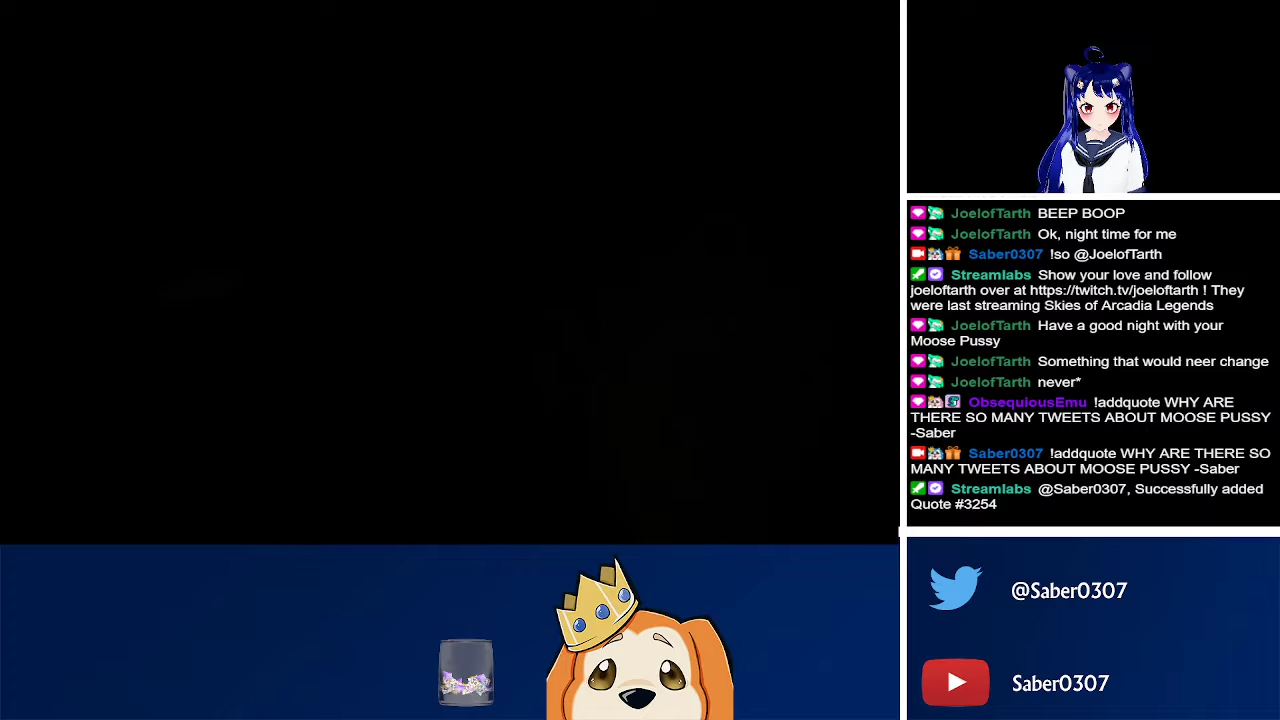 JoelofTarth BEEP BOOP
JoelofTarth Ok, night time for me
Saber0307 !so @JoelofTarth
Streamlabs Show your love and follow
joeloftarth over at https://twitch.tv/joeloftarth ! They
were last streaming Skies of Arcadia Legends
JoelofTarth Have a good night with your
Moose Pussy
JoelofTarth Something that would neer change
JoelofTarth never*
ObsequiousEmu !addquote WHY ARE
THERE SO MANY TWEETS ABOUT MOOSE PUSSY
-Saber
Saber0307 !addquote WHY ARE THERE SO
MANY TWEETS ABOUT MOOSE PUSSY -Saber
Streamlabs @Saber0307, Successfully added
Quote #3254
@Saber0307
Saber0307